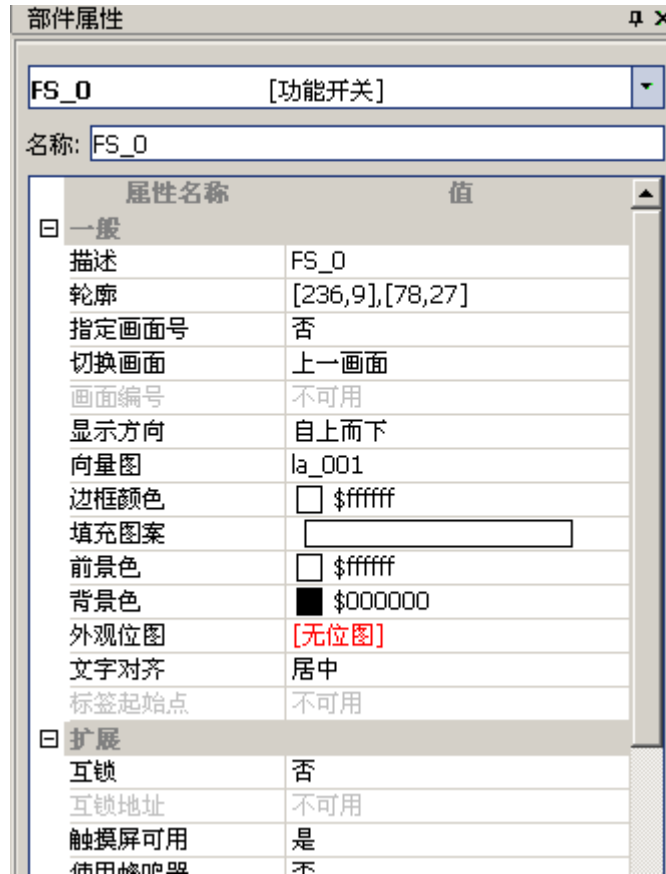 部件属性
FS_0 [功能开关]
名称: FS_0
属性名称 值
一般
描述 FS_0
轮廓 [236,9],[78,27]
指定画面号 否
切换画面 上一画面
画面编号 不可用
显示方向 自上而下
向量图 la_001
边框颜色 $ffffff
填充图案
前景色 $ffffff
背景色 $000000
外观位图 [无位图]
文字对齐 居中
标签起始点 不可用
扩展
互锁 否
互锁地址 不可用
触摸屏可用 是
使用蜂鸣器 否